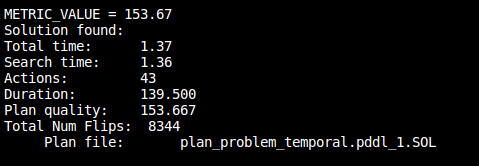 METRIC_VALUE = 153.67
Solution found:
Total time:      1.37
Search time:     1.36
Actions:         43
Duration:        139.500
Plan quality:    153.667
Total Num Flips:  8344
     Plan file:       plan_problem_temporal.pddl_1.SOL